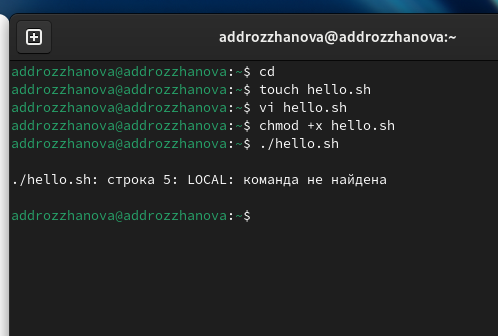 addrozzhanova@addrozzhanova:~
addrozzhanova@addrozzhanova:~$ cd
addrozzhanova@addrozzhanova:~$ touch hello.sh
addrozzhanova@addrozzhanova:~$ vi hello.sh
addrozzhanova@addrozzhanova:~$ chmod +x hello.sh
addrozzhanova@addrozzhanova:~$ ./hello.sh
./hello.sh: строка 5: LOCAL: команда не найдена
addrozzhanova@addrozzhanova:~$